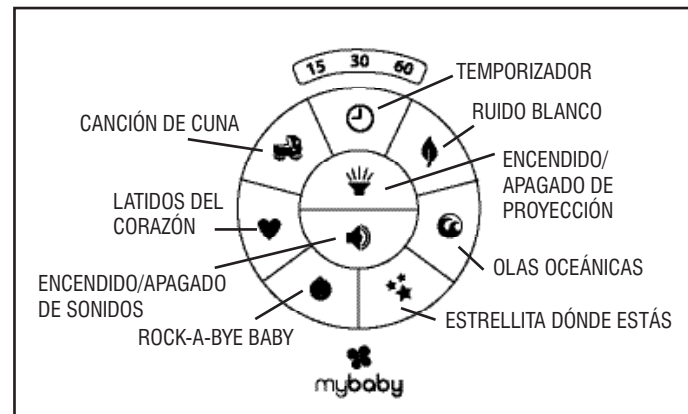 15 30 60
TEMPORIZADOR
RUIDO BLANCO
CANCIÓN DE CUNA
ENCENDIDO/
APAGADO DE
PROYECCIÓN
LATIDOS DEL
CORAZÓN
OLAS OCEÁNICAS
ENCENDIDO/APAGADO
DE SONIDOS
ESTRELLITA DÓNDE ESTÁS
ROCK-A-BYE BABY
mybaby